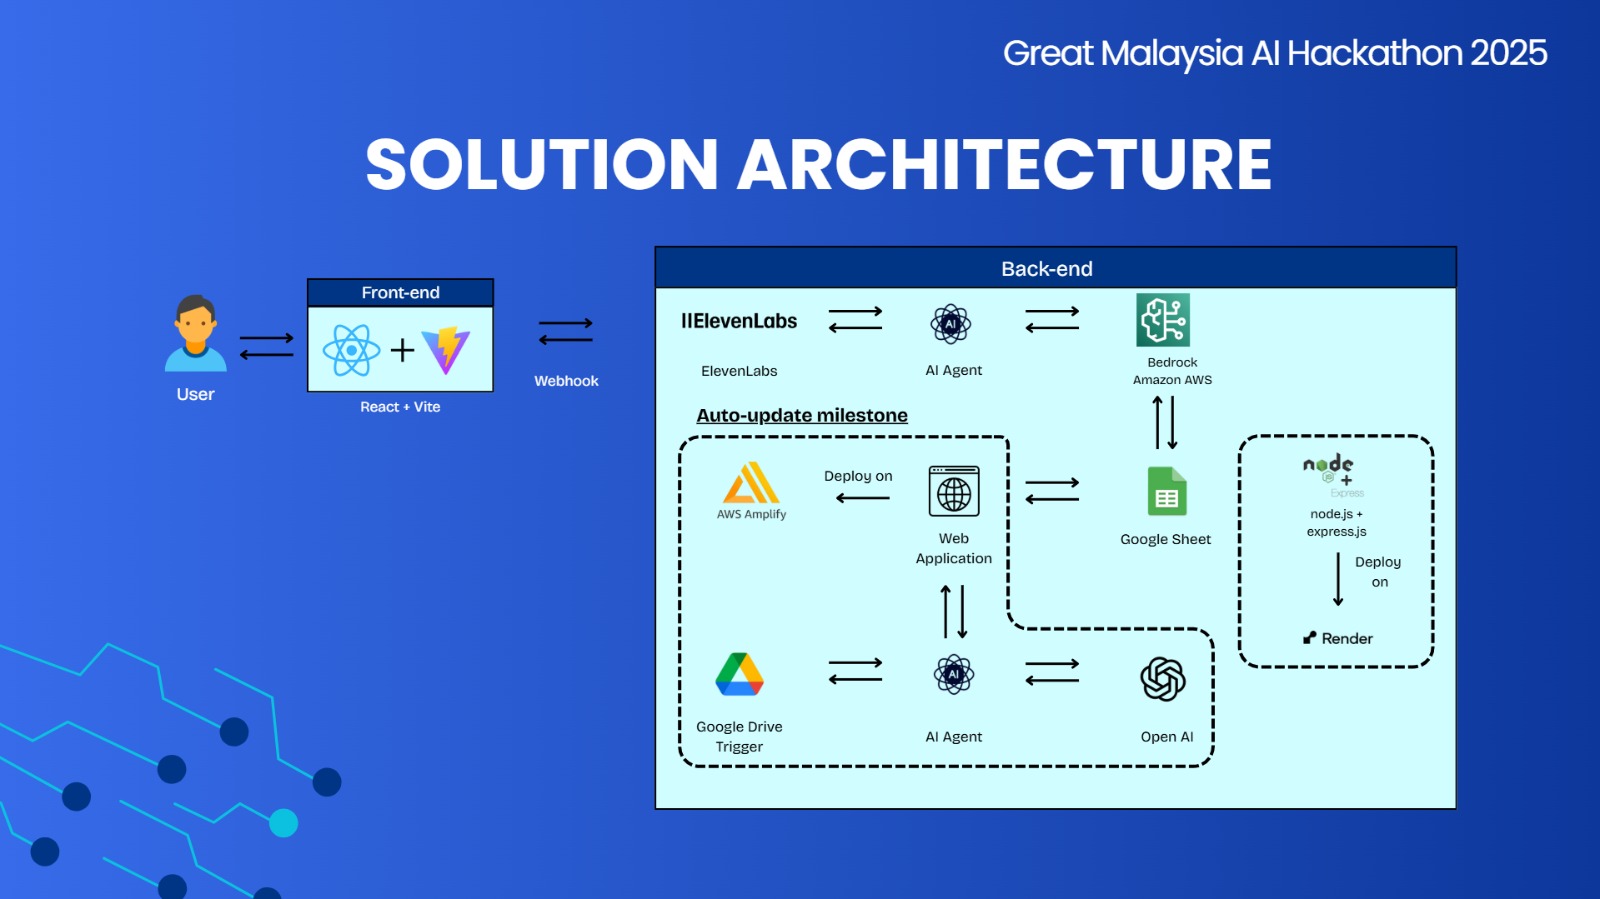 Great Malaysia AI Hackathon 2025
SOLUTION ARCHITECTURE
User
Front-end
React + Vite
Webhook
Back-end
IIElevenLabs
ElevenLabs
AI
AI Agent
Bedrock
Amazon AWS
Auto-update milestone
AWS Amplify
Deploy on
Web
Application
Google Sheet
Google Drive
Trigger
AI
AI Agent
Open AI
node
JS
+
Express
node.js +
express.js
Deploy
on
Render